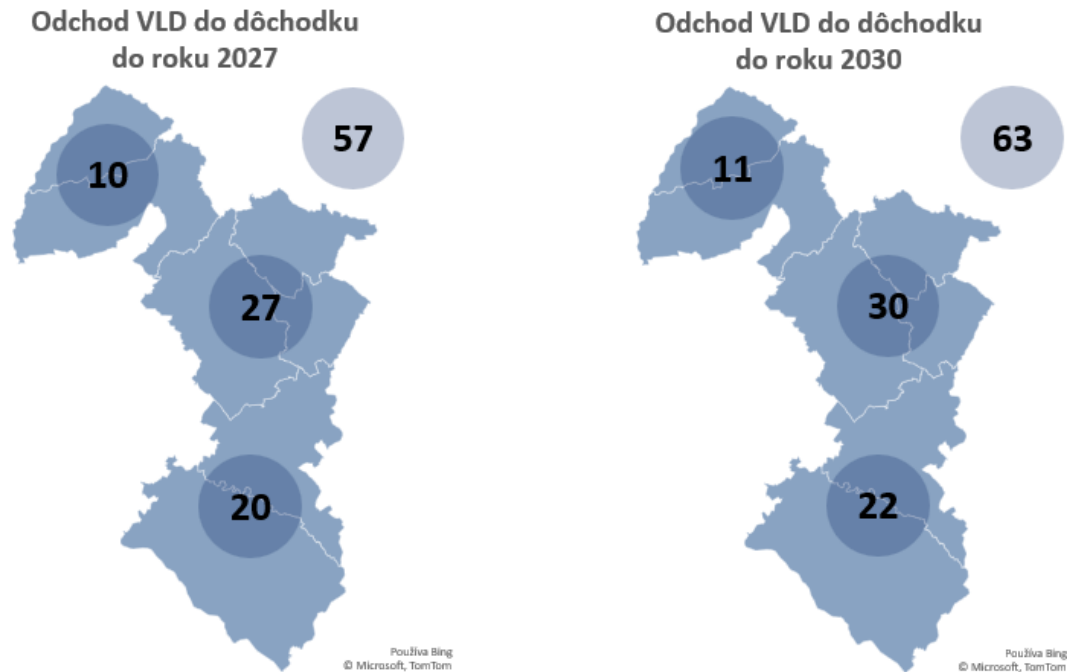 Odchod VLD do dôchodku
do roku 2027
57
10
27
20
Používa Bing
© Microsoft, TomTom
Odchod VLD do dôchodku
do roku 2030
63
11
30
22
Používa Bing
© Microsoft, TomTom